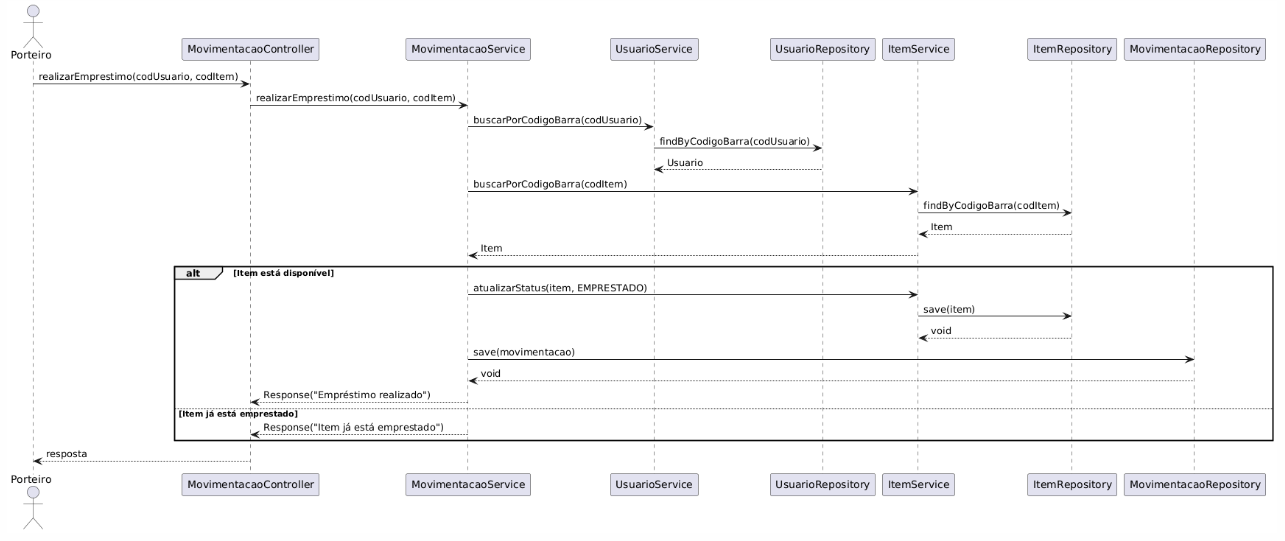 Porteiro
MovimentacaoController
MovimentacaoService
UsuarioService
UsuarioRepository
ItemService
ItemRepository
MovimentacaoRepository
realizarEmprestimo(codUsuario, codItem)
realizarEmprestimo(codUsuario, codItem)
buscarPorCodigoBarra(codUsuario)
findByCodigoBarra(codUsuario)
Usuario
buscarPorCodigoBarra(codItem)
findByCodigoBarra(codItem)
Item
Item
alt
[Item está disponível]
atualizarStatus(item, EMPRESTADO)
save(item)
void
save(movimentacao)
void
Response("Empréstimo realizado")
[Item já está emprestado]
Response("Item já está emprestado")
resposta
Porteiro
MovimentacaoController
MovimentacaoService
UsuarioService
UsuarioRepository
ItemService
ItemRepository
MovimentacaoRepository